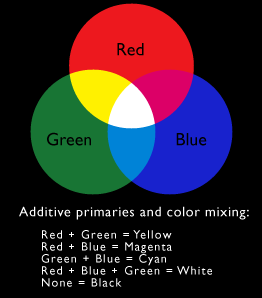 Red
Green
Blue
Additive primaries and color mixing:
Red + Green = Yellow
Red + Blue = Magenta
Green + Blue = Cyan
Red + Blue + Green = White
None = Black